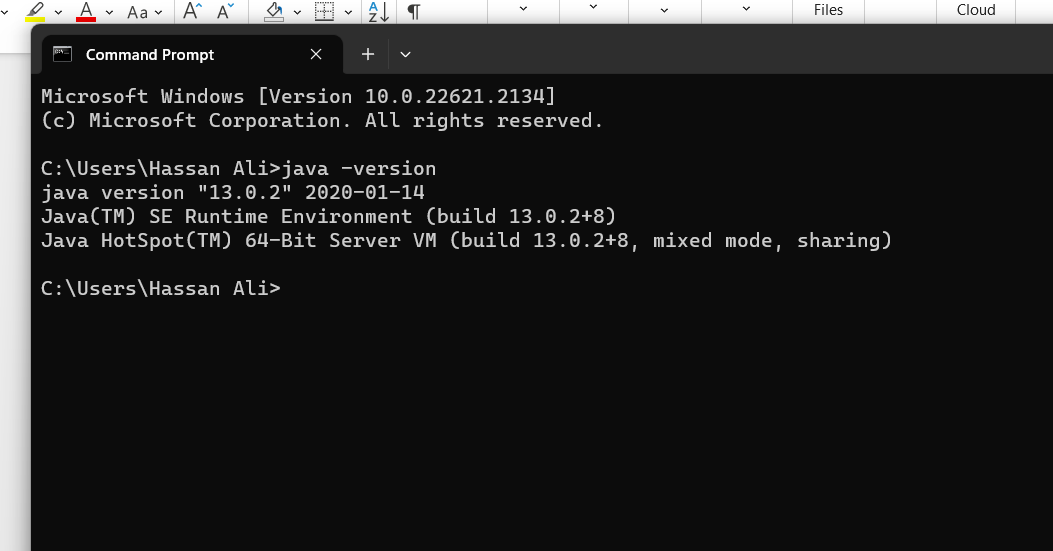 A Aa A A A Z ¶ Files Cloud
Command Prompt
Microsoft Windows [Version 10.0.22621.2134]
(c) Microsoft Corporation. All rights reserved.
C:\Users\Hassan Ali>java -version
java version "13.0.2" 2020-01-14
Java(TM) SE Runtime Environment (build 13.0.2+8)
Java HotSpot(TM) 64-Bit Server VM (build 13.0.2+8, mixed mode, sharing)
C:\Users\Hassan Ali>